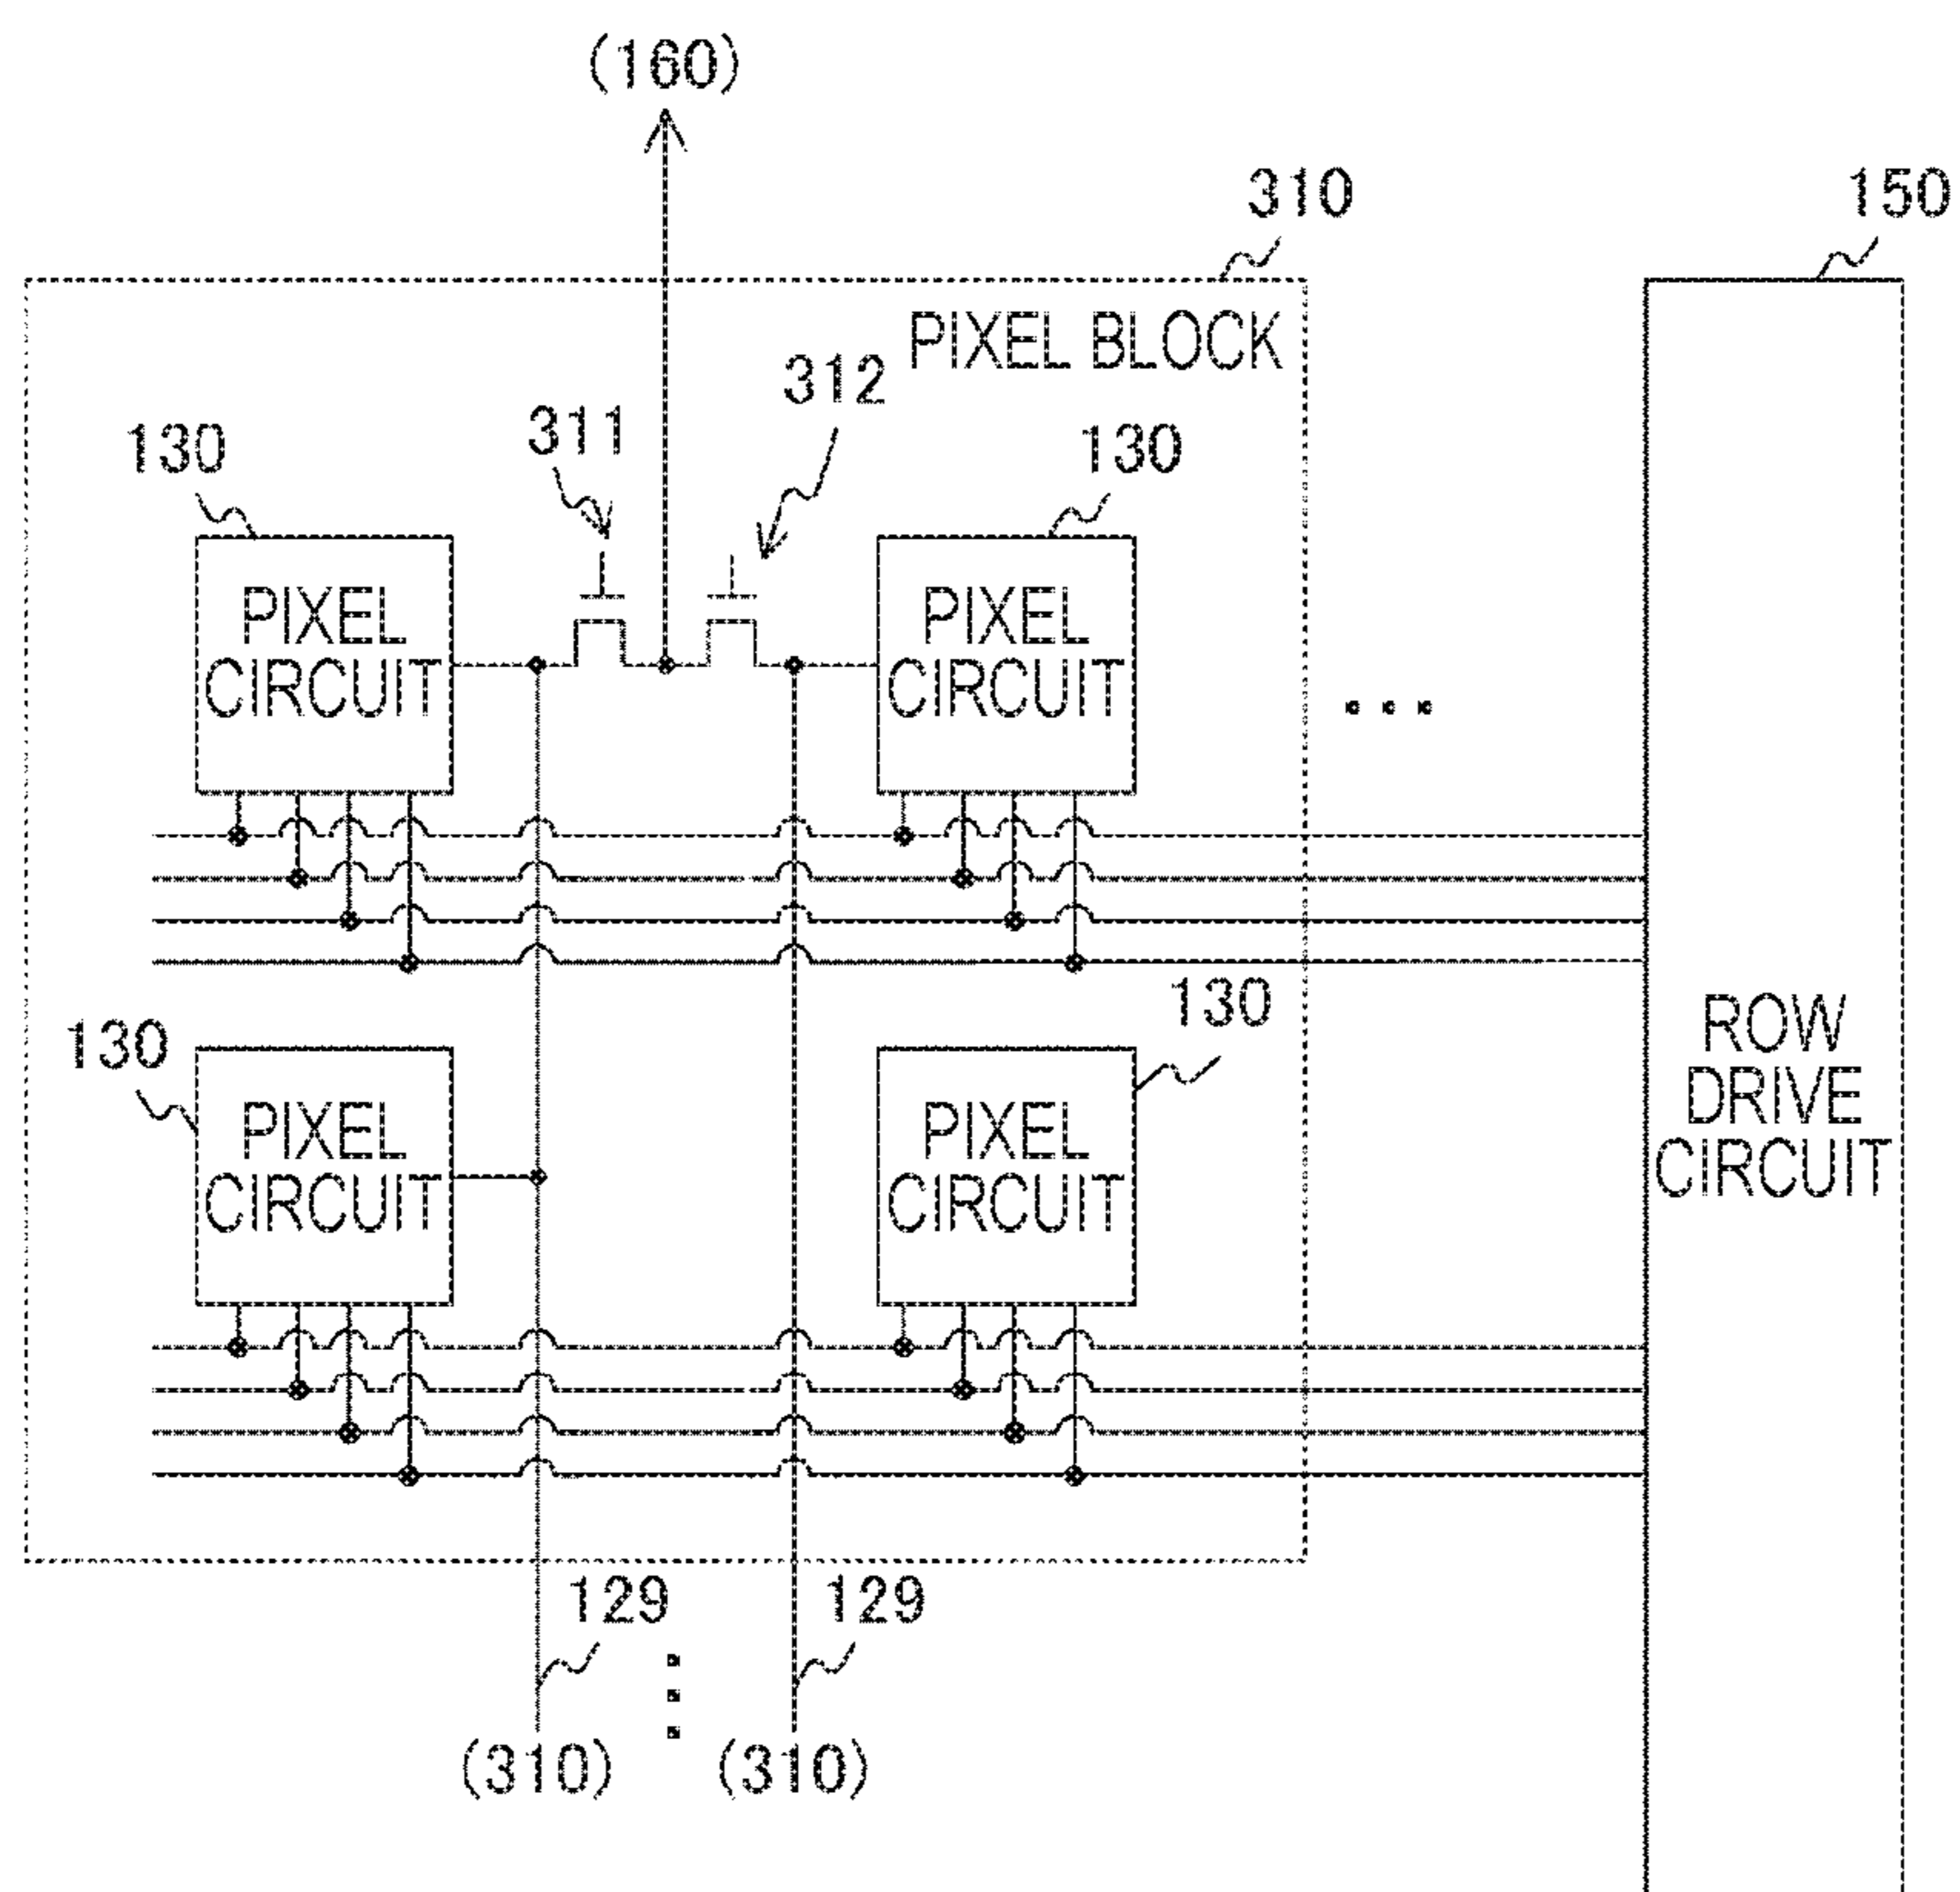 (160)
310
150
PIXEL BLOCK
312
311
130
130
PIXEL
CIRCUIT
PIXEL
CIRCUIT
...
130
130
ROW
DRIVE
CIRCUIT
PIXEL
CIRCUIT
PIXEL
CIRCUIT
129
129
(310)
(310)